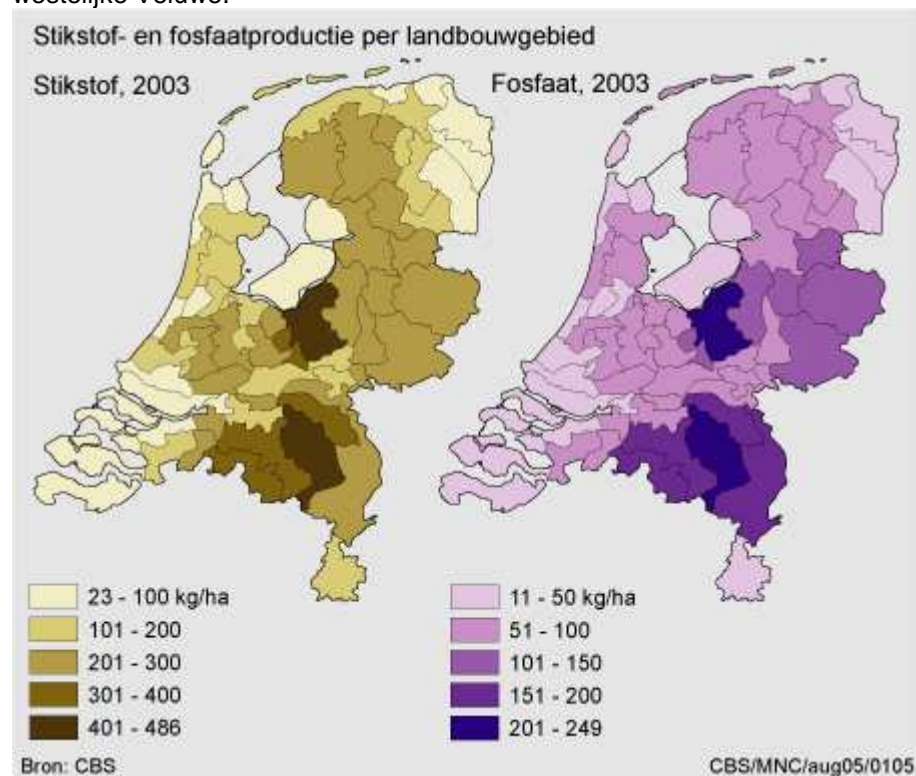 westelijke Veluwe.
Stikstof- en fosfaatproductie per landbouwgebied
Stikstof, 2003
Fosfaat, 2003
23 - 100 kg/ha
101 - 200
201 - 300
301 - 400
401 - 486
11 - 50 kg/ha
51 - 100
101 - 150
151 - 200
201 - 249
Bron: CBS
CBS/MNC/aug05/0105